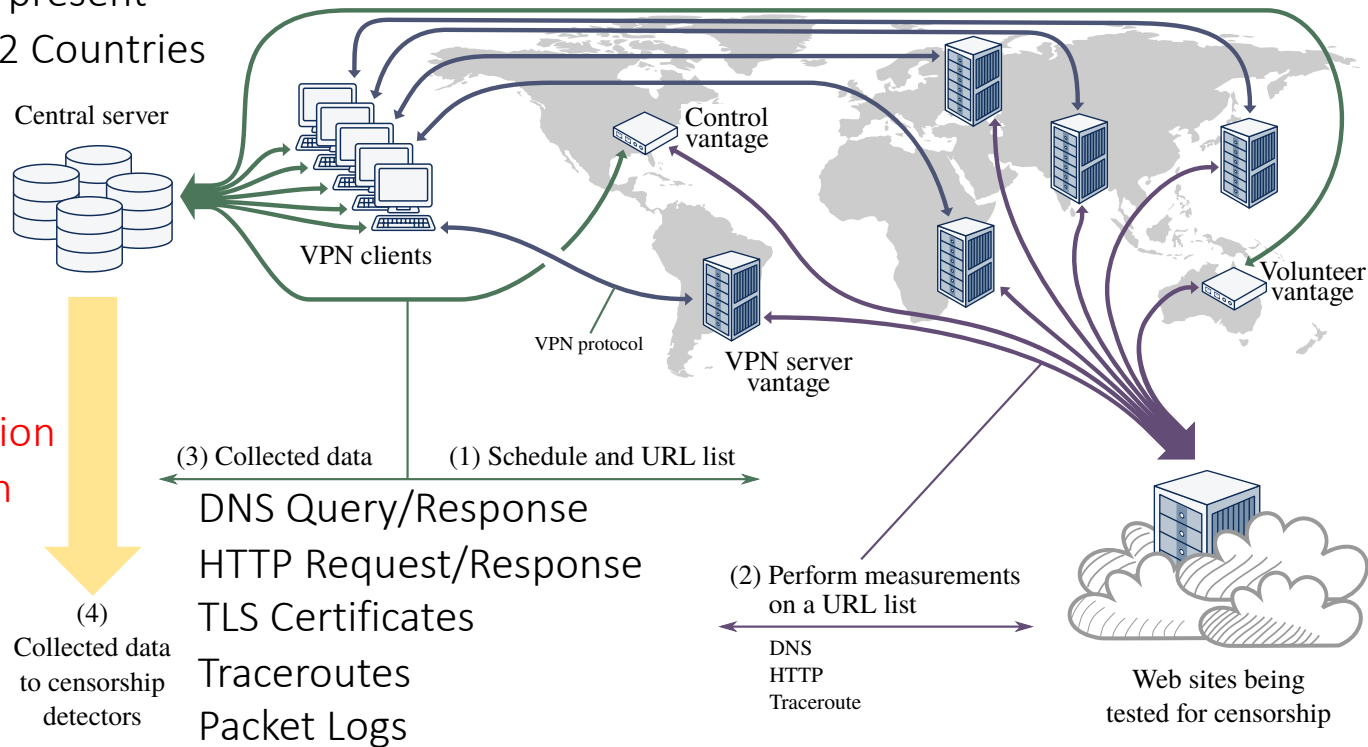 present
2 Countries
Central server
VPN clients
Control
vantage
VPN protocol
VPN server
vantage
Volunteer
vantage
(3) Collected data
(1) Schedule and URL list
DNS Query/Response
HTTP Request/Response
TLS Certificates
Traceroutes
Packet Logs
(2) Perform measurements
on a URL list
DNS
HTTP
Traceroute
(4)
Collected data
to censorship
detectors
Web sites being
tested for censorship